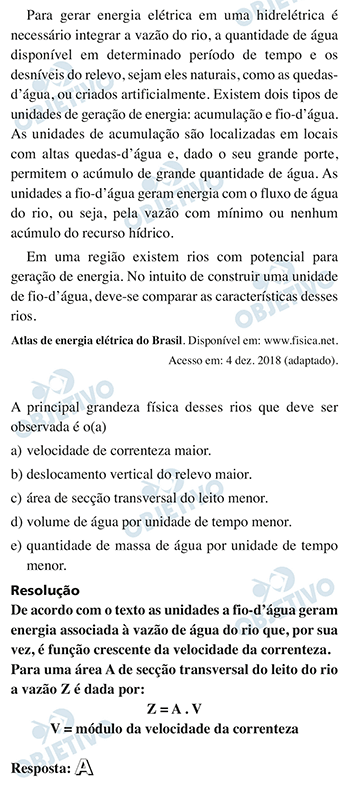 Para gerar energia elétrica em uma hidrelétrica é
necessário integrar a vazão do rio, a quantidade de água
disponível em determinado período de tempo e os
desníveis do relevo, sejam eles naturais, como as quedas-
d'água, ou criados artificialmente. Existem dois tipos de
unidades de geração de energia: acumulação e fio-d'água.
As unidades de acumulação são localizadas em locais
com altas quedas-d'água e, dado o seu grande porte,
permitem o acúmulo de grande quantidade de água. As
unidades a fio-d'água geram energia com o fluxo de água
do rio, ou seja, pela vazão com mínimo ou nenhum
acúmulo do recurso hídrico.
Em uma região existem rios com potencial para
geração de energia. No intuito de construir uma unidade
de fio-d'água, deve-se comparar as características desses
rios.
Atlas de energia elétrica do Brasil. Disponível em: www.fisica.net.
Acesso em: 4 dez. 2018 (adaptado).
A principal grandeza física desses rios que deve ser
observada é o(a)
a) velocidade de correnteza maior.
b) deslocamento vertical do relevo maior.
c) área de secção transversal do leito menor.
d) volume de água por unidade de tempo menor.
e) quantidade de massa de água por unidade de tempo
menor.
Resolução
De acordo com o texto as unidades a fio-d'água geram
energia associada à vazão de água do rio que, por sua
vez, é função crescente da velocidade da correnteza.
Para uma área A de secção transversal do leito do rio
a vazão Z é dada por:
Z = A . V
V = módulo da velocidade da correnteza
Resposta: A
OBJETIVO
OBJETIVO
OBJETIVO
OBJETIVO
OBJETIVO
OBJETIVO
OBJETIVO
OBJETIVO